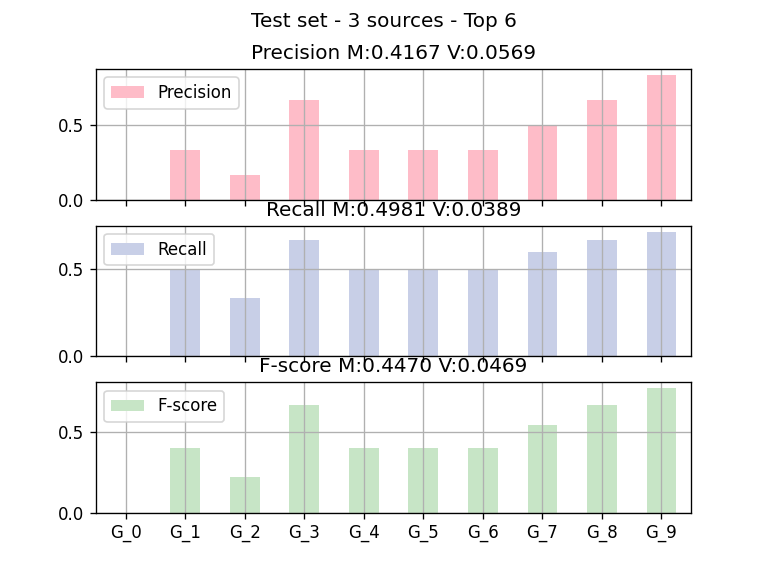 Test set - 3 sources - Top 6
Precision M:0.4167 V:0.0569
Precision
0.5
0.0
Recall M:0.4981 V:0.0389
Recall
0.5
0.0
F-score M:0.4470 V:0.0469
F-score
0.5
0.0
G_0 G_1 G_2 G_3 G_4 G_5 G_6 G_7 G_8 G_9